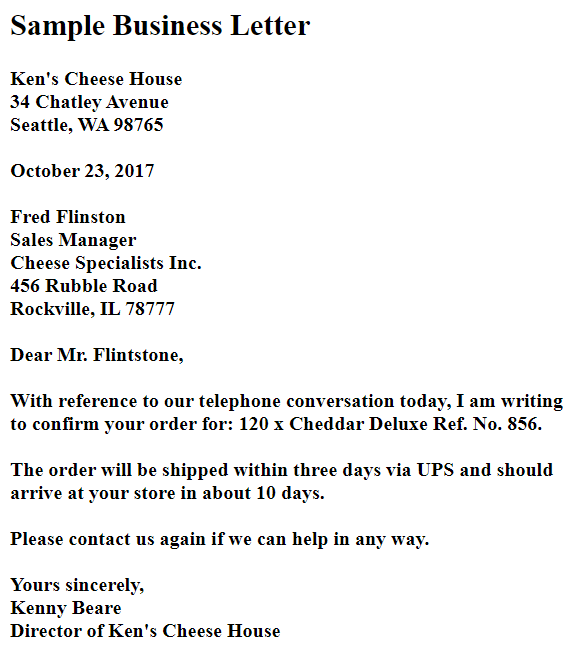 Sample Business Letter
Ken's Cheese House
34 Chatley Avenue
Seattle, WA 98765
October 23, 2017
Fred Flinston
Sales Manager
Cheese Specialists Inc.
456 Rubble Road
Rockville, IL 78777
Dear Mr. Flintstone,
With reference to our telephone conversation today, I am writing
to confirm your order for: 120 x Cheddar Deluxe Ref. No. 856.
The order will be shipped within three days via UPS and should
arrive at your store in about 10 days.
Please contact us again if we can help in any way.
Yours sincerely,
Kenny Beare
Director of Ken's Cheese House